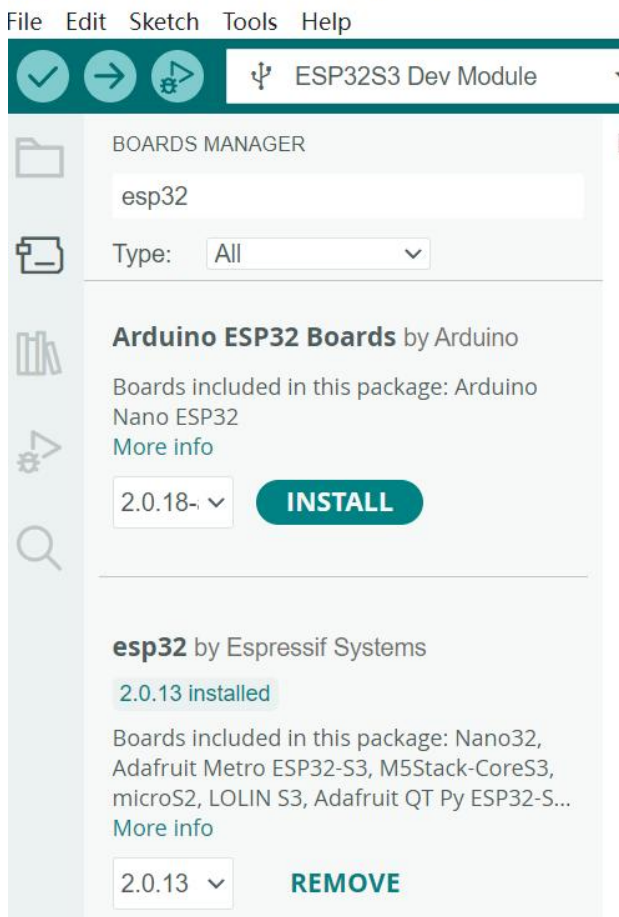 File Edit Sketch Tools Help
ESP32S3 Dev Module
BOARDS MANAGER
esp32
Type: All
Arduino ESP32 Boards by Arduino
Boards included in this package: Arduino
Nano ESP32
More info
2.0.18- INSTALL
esp32 by Espressif Systems
2.0.13 installed
Boards included in this package: Nano32,
Adafruit Metro ESP32-S3, M5Stack-CoreS3,
microS2, LOLIN S3, Adafruit QT Py ESP32-S...
More info
2.0.13 REMOVE